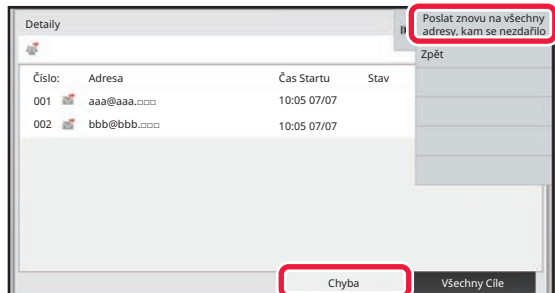 Detaily
Poslat znovu na všechny
adresy, kam se nezdařilo
Zpět
Číslo: Adresa Čas Startu Stav
001 aaa@aaa.□□□ 10:05 07/07
002 bbb@bbb.□□□ 10:05 07/07
Chyba Všechny Cíle